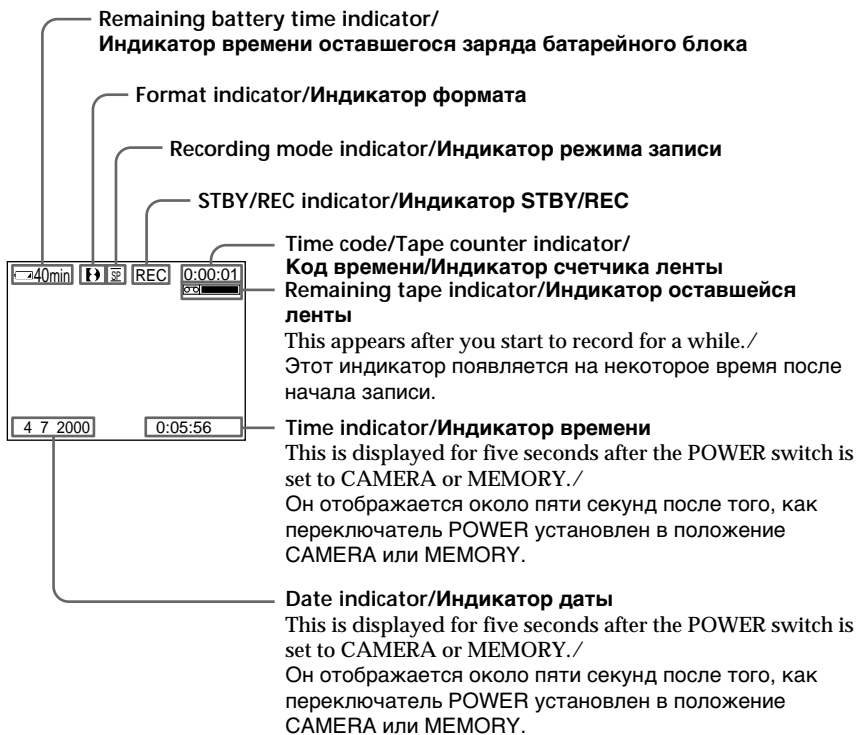 Remaining battery time indicator/
Индикатор времени оставшегося заряда батарейного блока
Format indicator/Индикатор формата
Recording mode indicator/Индикатор режима записи
STBY/REC indicator/Индикатор STBY/REC
Time code/Tape counter indicator/
Код времени/Индикатор счетчика ленты
Remaining tape indicator/Индикатор оставшейся
ленты
This appears after you start to record for a while./
Этот индикатор появляется на некоторое время после
начала записи.
40min SP REC 0:00:01
4 7 2000 0:05:56
Time indicator/Индикатор времени
This is displayed for five seconds after the POWER switch is
set to CAMERA or MEMORY./
Он отображается около пяти секунд после того, как
переключатель POWER установлен в положение
CAMERA или MEMORY.
Date indicator/Индикатор даты
This is displayed for five seconds after the POWER switch is
set to CAMERA or MEMORY./
Он отображается около пяти секунд после того, как
переключатель POWER установлен в положение
CAMERA или MEMORY.